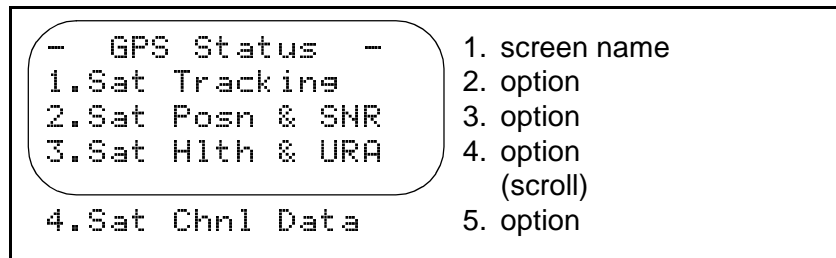 - GPS Status - 1. screen name
1.Sat Tracking 2. option
2.Sat Posn & SNR 3. option
3.Sat Hlth & URA 4. option
(scroll)
4.Sat Chnl Data 5. option